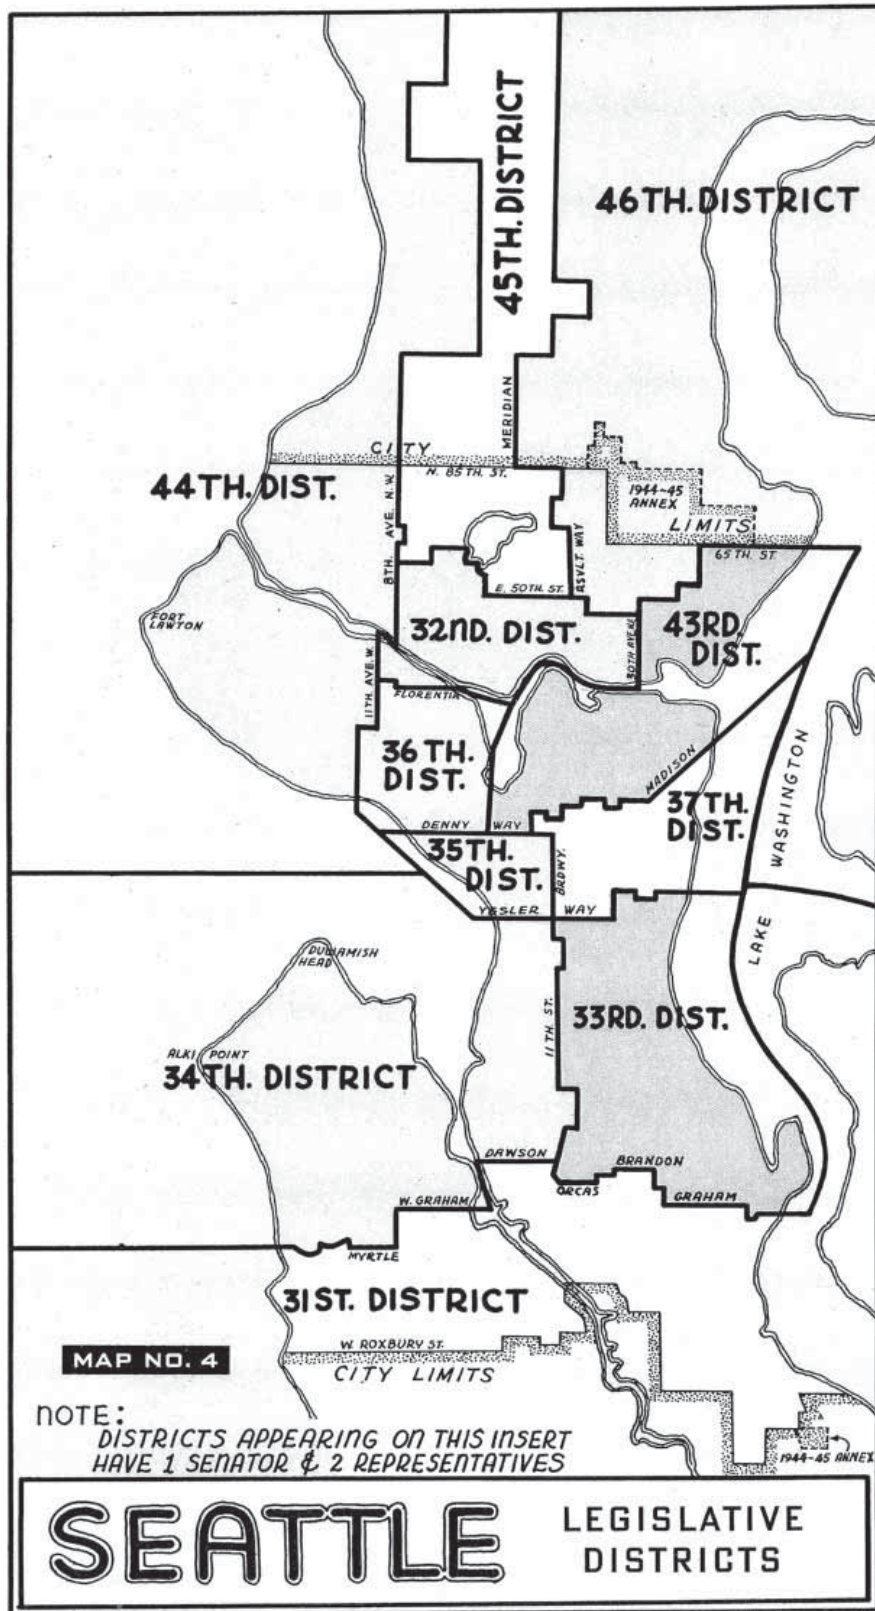 45TH. DISTRICT
46TH. DISTRICT
MERIDIAN
CITY
N. 85TH. ST.
44TH. DIST.
8TH. AVE. N.W.
1944-45
ANNEX
LIMITS
65TH. ST.
RSVLT. WAY
E. 50TH. ST.
FORT
LAWTON
32ND. DIST.
30TH AVENE
43RD.
DIST.
11TH. AVE. W.
FLORENTIA
36TH.
DIST.
MADISON
37TH.
DIST.
LAKE WASHINGTON
DENNY WAY
35TH.
DIST.
BRDWY.
YESLER WAY
DUWAMISH
HEAD
11TH. ST.
33RD. DIST.
ALKI POINT
34TH. DISTRICT
DAWSON
BRANDON
ORCAS
GRAHAM
W. GRAHAM
MYRTLE
31ST. DISTRICT
W. ROXBURY ST.
CITY LIMITS
MAP NO. 4
NOTE:
DISTRICTS APPEARING ON THIS INSERT
HAVE 1 SENATOR & 2 REPRESENTATIVES
1944-45 ANNEX
SEATTLE
LEGISLATIVE
DISTRICTS